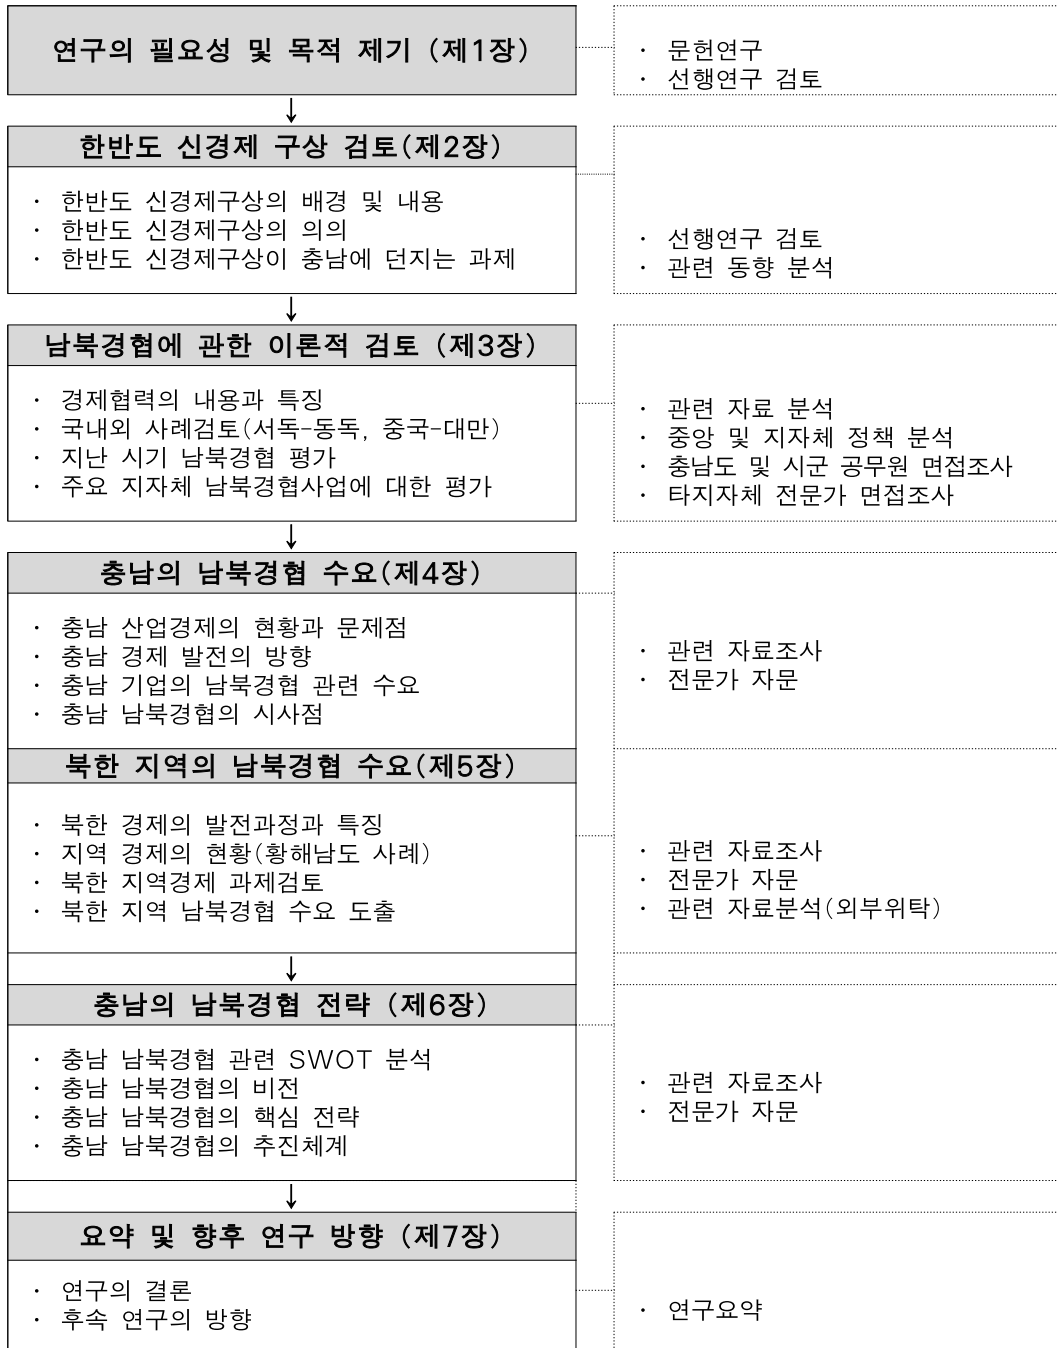 연구의 필요성 및 목적 제기 (제1장)
· 문헌연구
· 선행연구 검토
한반도 신경제 구상 검토(제2장)
· 한반도 신경제구상의 배경 및 내용
· 한반도 신경제구상의 의의
· 한반도 신경제구상이 충남에 던지는 과제
· 선행연구 검토
· 관련 동향 분석
남북경협에 관한 이론적 검토 (제3장)
· 경제협력의 내용과 특징
· 국내외 사례검토(서독-동독, 중국-대만)
· 지난 시기 남북경협 평가
· 주요 지자체 남북경협사업에 대한 평가
· 관련 자료 분석
· 중앙 및 지자체 정책 분석
· 충남도 및 시군 공무원 면접조사
· 타지자체 전문가 면접조사
충남의 남북경협 수요(제4장)
· 충남 산업경제의 현황과 문제점
· 충남 경제 발전의 방향
· 충남 기업의 남북경협 관련 수요
· 충남 남북경협의 시사점
· 관련 자료조사
· 전문가 자문
북한 지역의 남북경협 수요(제5장)
· 북한 경제의 발전과정과 특징
· 지역 경제의 현황(황해남도 사례)
· 북한 지역경제 과제검토
· 북한 지역 남북경협 수요 도출
· 관련 자료조사
· 전문가 자문
· 관련 자료분석(외부위탁)
충남의 남북경협 전략 (제6장)
· 충남 남북경협 관련 SWOT 분석
· 충남 남북경협의 비전
· 충남 남북경협의 핵심 전략
· 충남 남북경협의 추진체계
· 관련 자료조사
· 전문가 자문
요약 및 향후 연구 방향 (제7장)
· 연구의 결론
· 후속 연구의 방향
· 연구요약